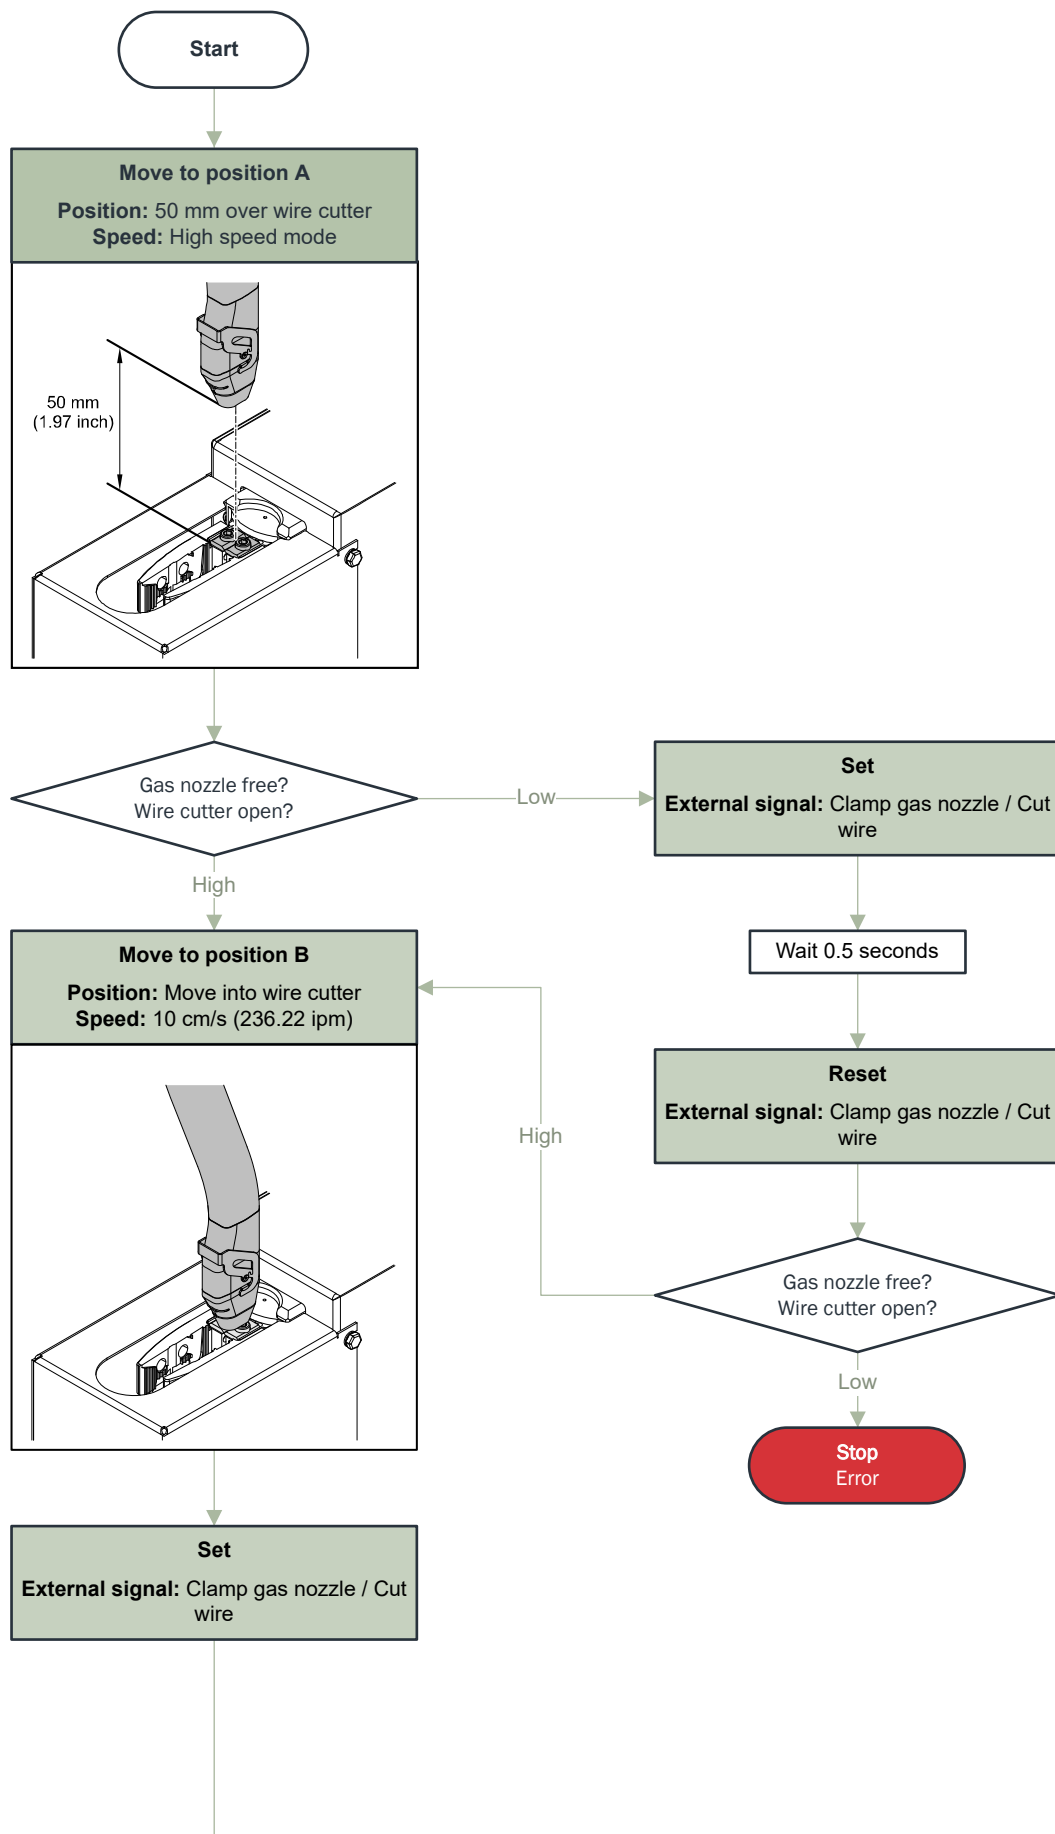 Start
Move to position A
Position: 50 mm over wire cutter
Speed: High speed mode
50 mm
(1.97 inch)
Gas nozzle free?
Wire cutter open?
Low
High
Set
External signal: Clamp gas nozzle / Cut
wire
Wait 0.5 seconds
Reset
External signal: Clamp gas nozzle / Cut
wire
Gas nozzle free?
Wire cutter open?
High
Low
Stop
Error
Move to position B
Position: Move into wire cutter
Speed: 10 cm/s (236.22 ipm)
Set
External signal: Clamp gas nozzle / Cut
wire